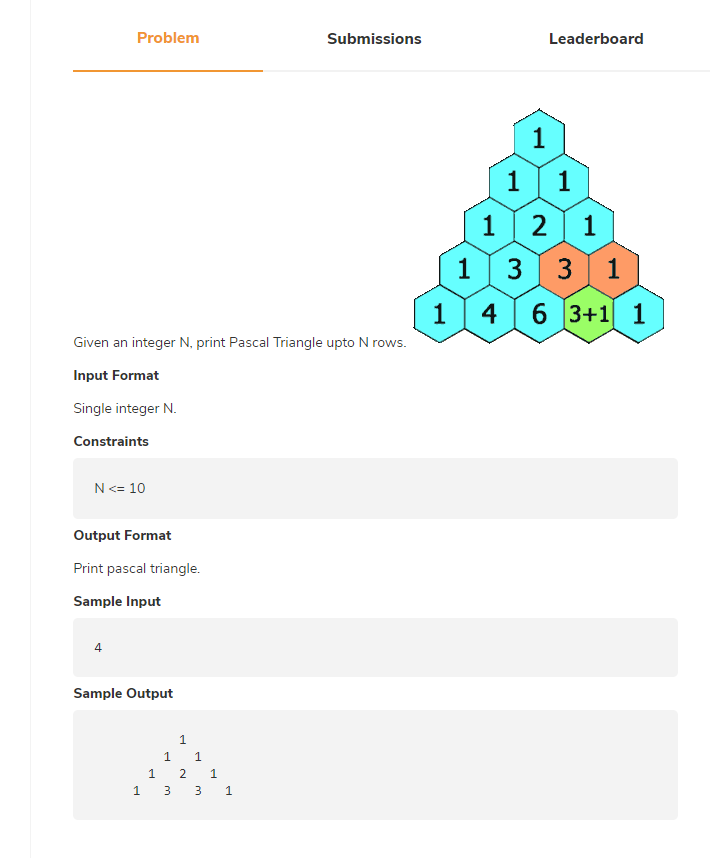 Problem Submissions Leaderboard
1
1 1
1 2 1
1 3 3 1
1 4 6 3+1 1
Given an integer N, print Pascal Triangle upto N rows.
Input Format
Single integer N.
Constraints
N <= 10
Output Format
Print pascal triangle.
Sample Input
4
Sample Output
1
1 1
1 2 1
1 3 3 1